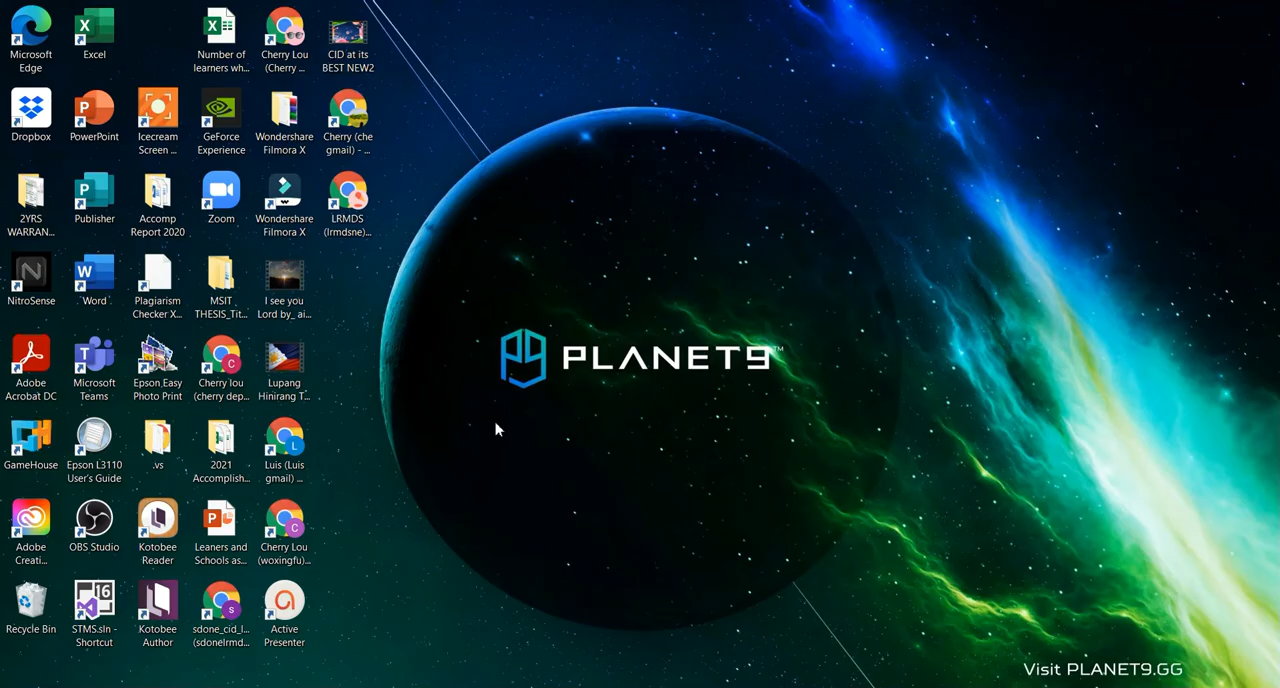 Microsoft
Edge
Excel
Number of
learners wh...
Cherry Lou
(Cherry ...
CID at its
BEST NEW2
Dropbox
PowerPoint
Icecream
Screen ...
GeForce
Experience
Wondershare
Filmora X
Cherry (che
gmail) - ...
2YRS
WARRAN...
Publisher
Accomp
Report 2020
Zoom
Wondershare
Filmora X
LRMDS
(lrmdsne)...
NitroSense
Word
Plagiarism
Checker X...
MSIT
THESIS_Tit...
I see you
Lord by_ ai...
Adobe
Acrobat DC
Microsoft
Teams
Epson Easy
Photo Print
Cherry lou
(cherry dep...
Lupang
Hinirang T...
PLANET9™
GameHouse
Epson L3110
User's Guide
.vs
2021
Accomplish...
Luis (Luis
gmail) ...
Adobe
Creati...
OBS Studio
Kotobee
Reader
Leaners and
Schools as...
Cherry Lou
(woxingfu)...
Recycle Bin
STMS.sln -
Shortcut
Kotobee
Author
sdone_cid_l...
(sdonelrmd...
Active
Presenter
Visit PLANET9.GG